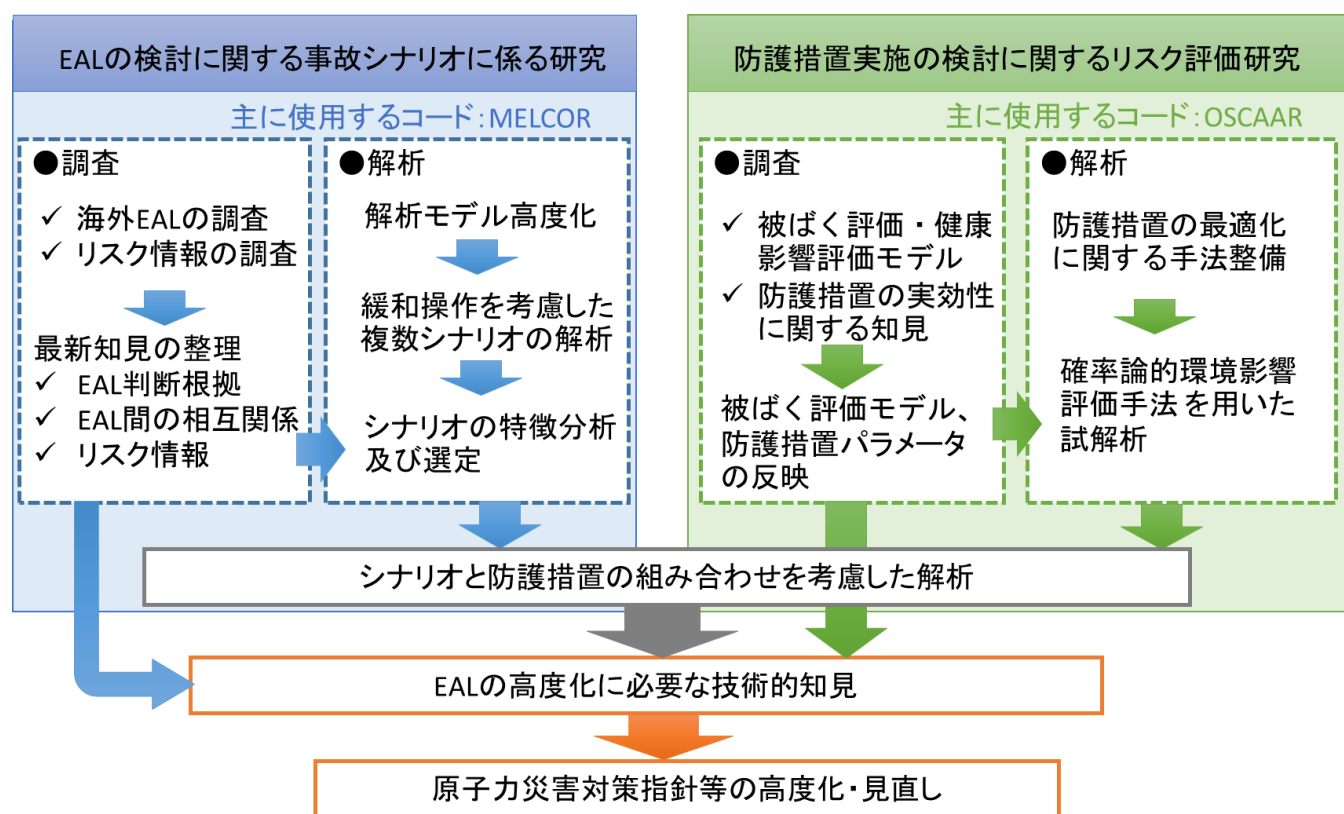 EALの検討に関する事故シナリオに係る研究
主に使用するコード:MELCOR
●調査
✓ 海外EALの調査
✓ リスク情報の調査
最新知見の整理
✓ EAL判断根拠
✓ EAL間の相互関係
✓ リスク情報
●解析
解析モデル高度化
緩和操作を考慮した
複数シナリオの解析
シナリオの特徴分析
及び選定
防護措置実施の検討に関するリスク評価研究
主に使用するコード:OSCAAR
●調査
✓ 被ばく評価・健康
影響評価モデル
✓ 防護措置の実効性
に関する知見
被ばく評価モデル、
防護措置パラメータ
の反映
●解析
防護措置の最適化
に関する手法整備
確率論的環境影響
評価手法を用いた
試解析
シナリオと防護措置の組み合わせを考慮した解析
EALの高度化に必要な技術的知見
原子力災害対策指針等の高度化・見直し